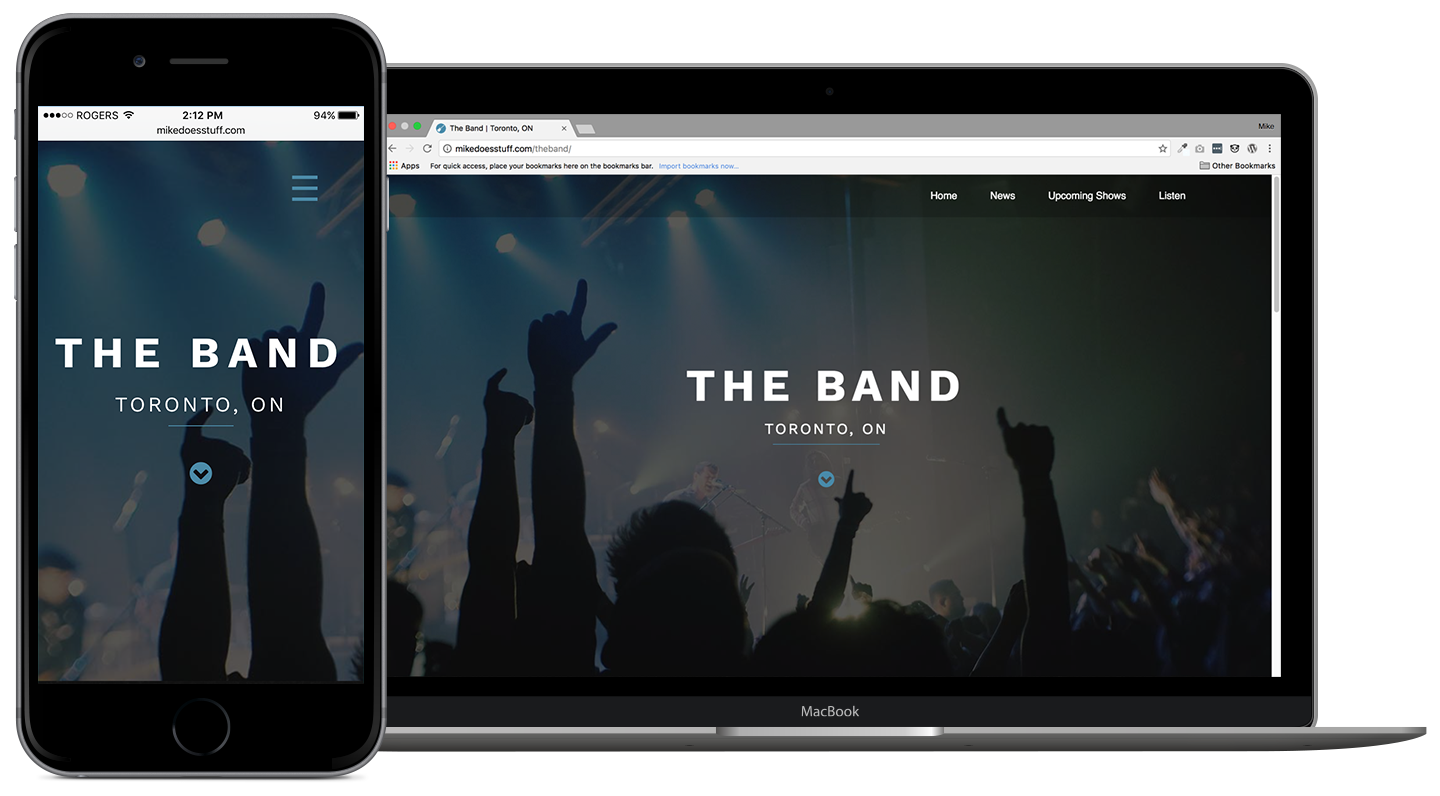 ROGERS 2:12 PM 94%
mikedoesstuff.com
THE BAND
TORONTO, ON
The Band | Toronto, ON
Mike
mikedoesstuff.com/theband/
Apps For quick access, place your bookmarks here on the bookmarks bar. Import bookmarks now... Other Bookmarks
Home News Upcoming Shows Listen
THE BAND
TORONTO, ON
MacBook